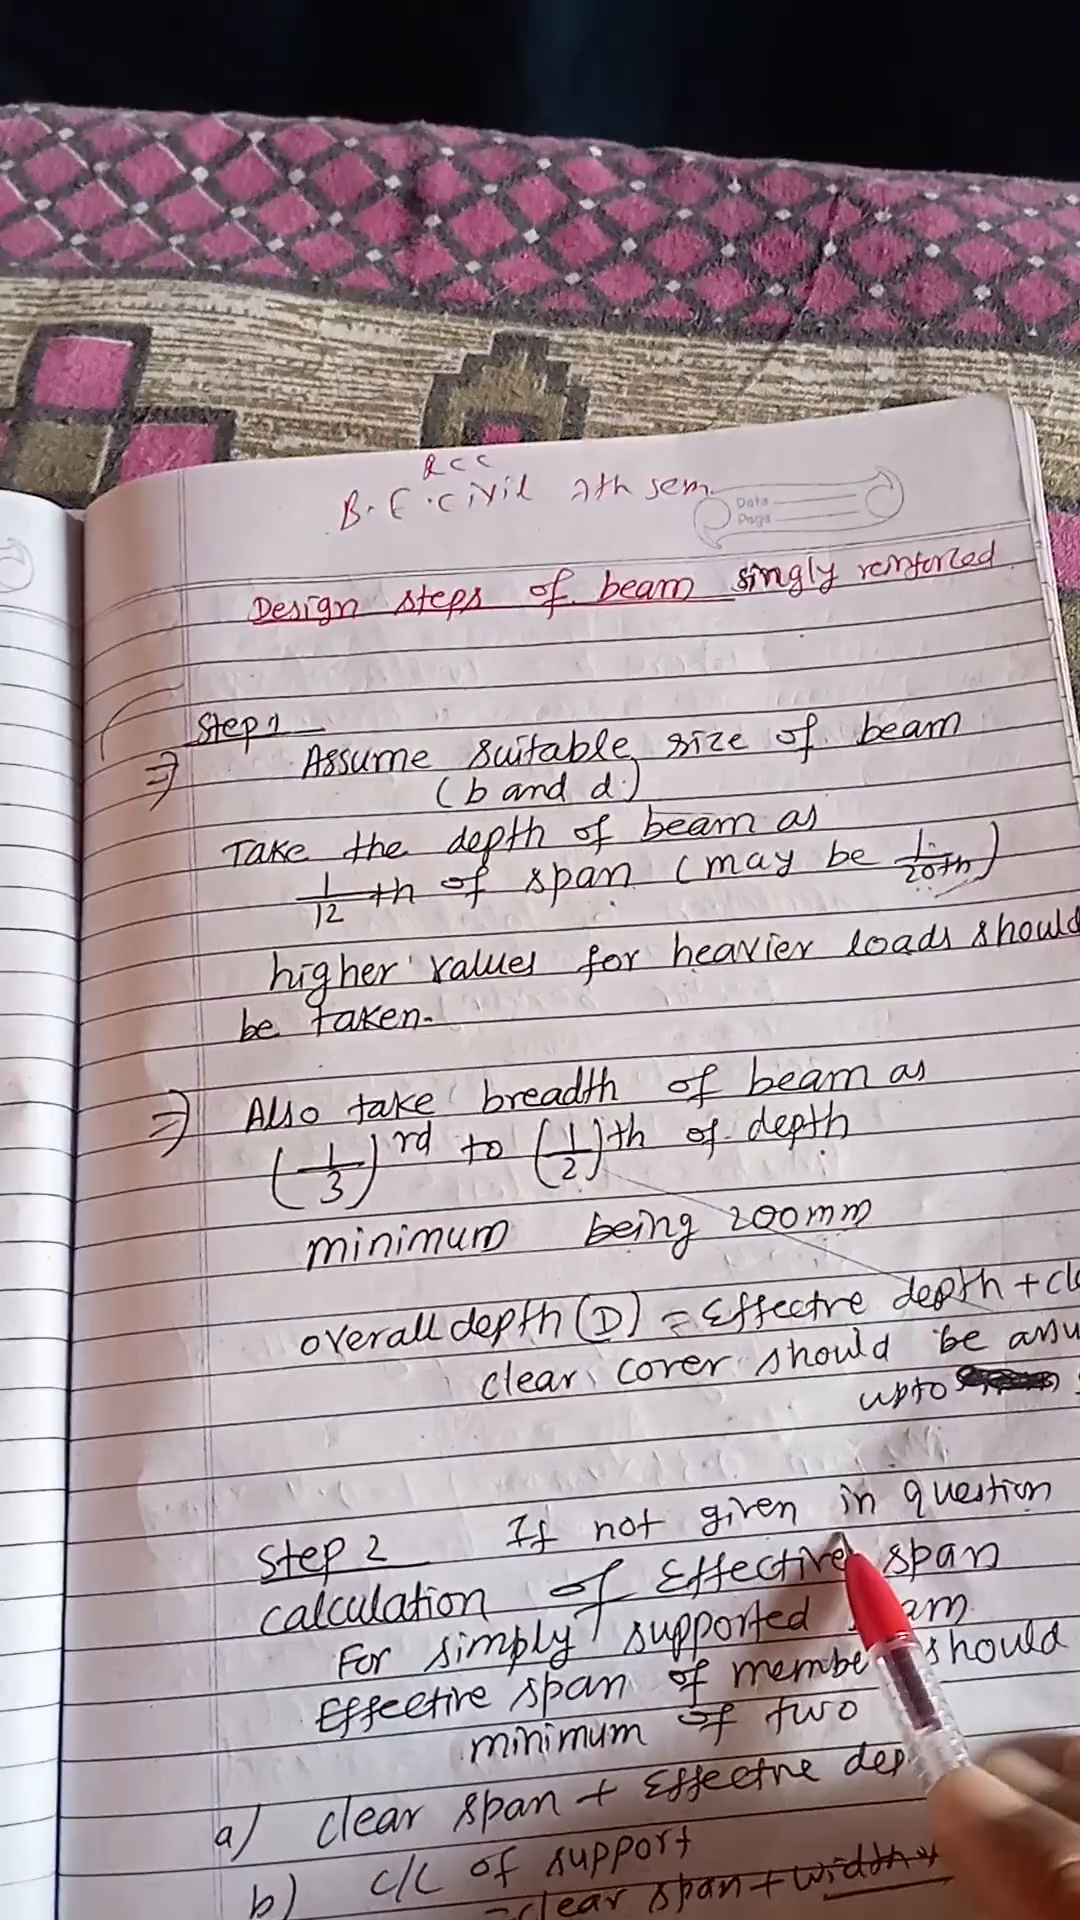 RCC
B.E. civil 7th sem
Data
Page
Design steps of beam singly reinforced
Step 1
⇒ Assume suitable size of beam
(b and d)
Take the depth of beam as
1/12 th of span (may be 1/20th)
higher values for heavier loads should
be taken.
⇒ Also take breadth of beam as
(1/3)rd to (1/2)th of depth
minimum being 200mm
overall depth (D) = Effective depth + cle
clear cover should be assu
upto
Step 2 If not given in question
calculation of Effective span
For simply supported
Effective span of member should
minimum of two
a) clear span + Effective dep
b) c/c of support
= clear span + width of